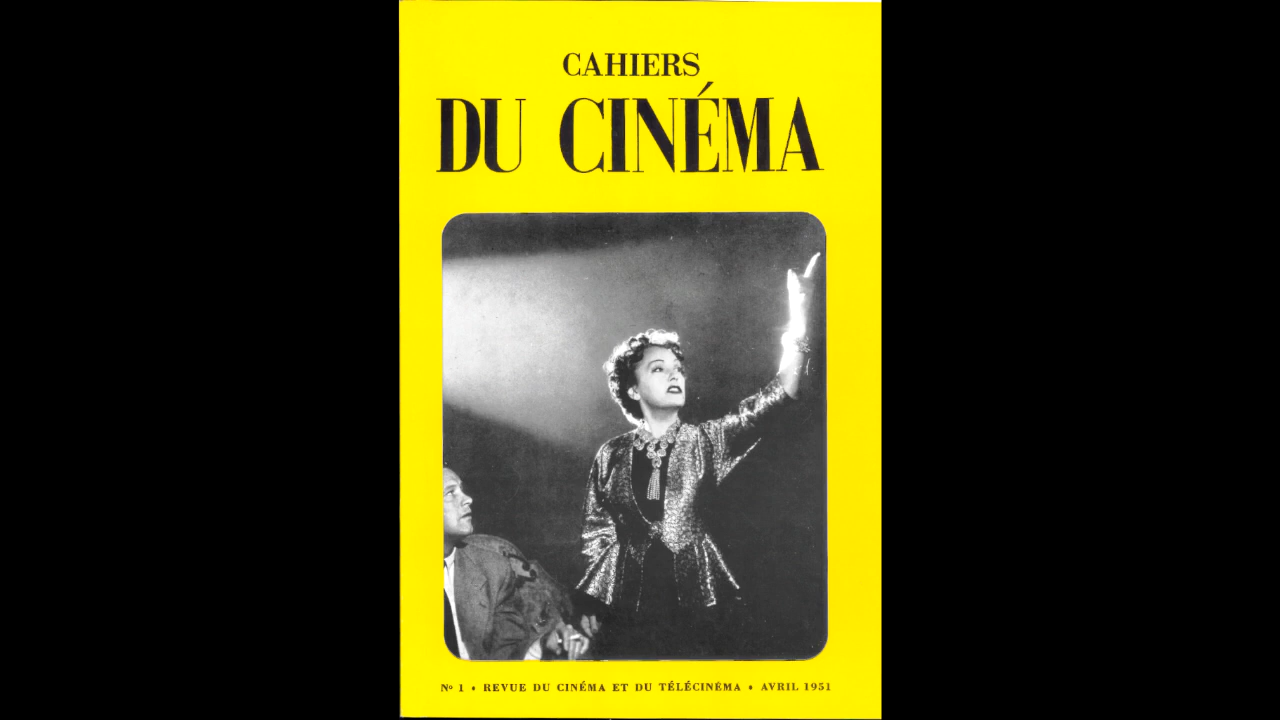 CAHIERS
DU CINÉMA
Nº 1 • REVUE DU CINÉMA ET DU TÉLÉCINÉMA • AVRIL 1951